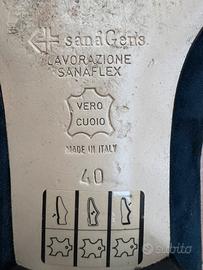 sanaGens
LAVORAZIONE
SANAFLEX
VERO
CUOIO
MADE IN ITALY
40
subito